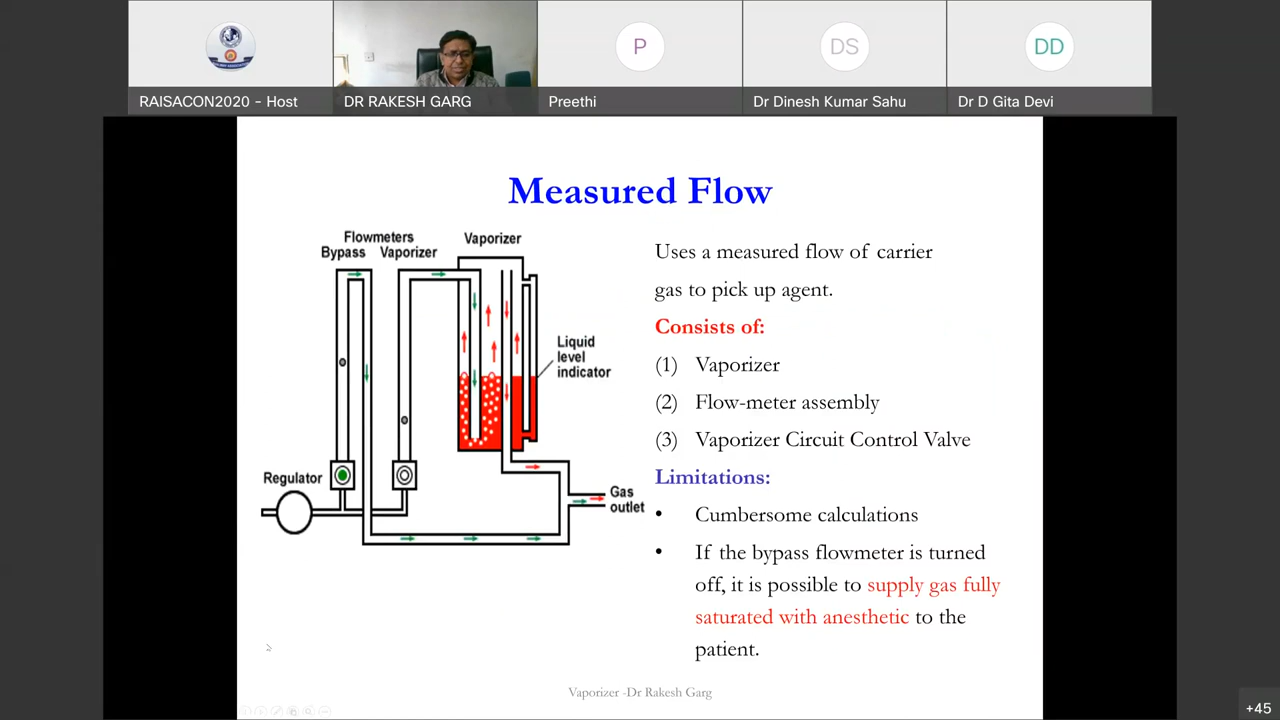 P
DS
DD
RAISACON2020 - Host
DR RAKESH GARG
Preethi
Dr Dinesh Kumar Sahu
Dr D Gita Devi
Measured Flow
Flowmeters
Bypass Vaporizer
Vaporizer
Liquid
level
indicator
Regulator
Gas
outlet
Uses a measured flow of carrier
gas to pick up agent.
Consists of:
(1) Vaporizer
(2) Flow-meter assembly
(3) Vaporizer Circuit Control Valve
Limitations:
• Cumbersome calculations
• If the bypass flowmeter is turned
off, it is possible to supply gas fully
saturated with anesthetic to the
patient.
Vaporizer -Dr Rakesh Garg
+45